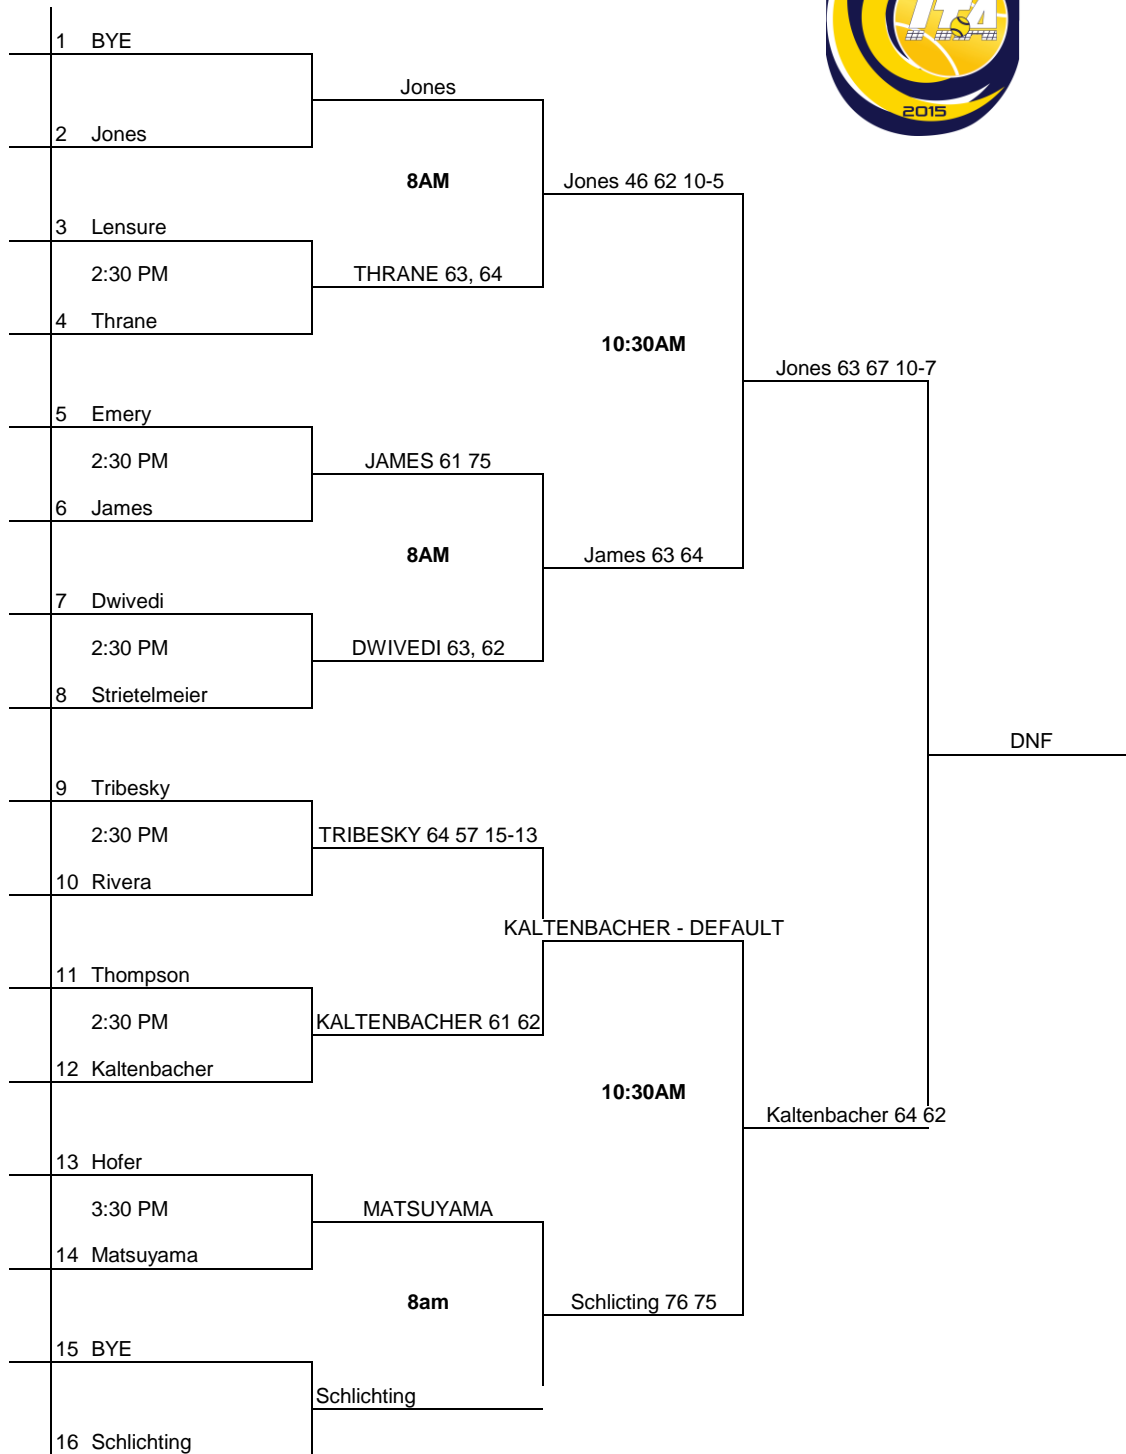 ITA
2015
1 BYE
Jones
2 Jones
8AM
Jones 46 62 10-5
3 Lensure
2:30 PM
THRANE 63, 64
4 Thrane
10:30AM
Jones 63 67 10-7
5 Emery
2:30 PM
JAMES 61 75
6 James
8AM
James 63 64
7 Dwivedi
2:30 PM
DWIVEDI 63, 62
8 Strietelmeier
DNF
9 Tribesky
2:30 PM
TRIBESKY 64 57 15-13
10 Rivera
KALTENBACHER - DEFAULT
11 Thompson
2:30 PM
KALTENBACHER 61 62
12 Kaltenbacher
10:30AM
Kaltenbacher 64 62
13 Hofer
3:30 PM
MATSUYAMA
14 Matsuyama
8am
Schlicting 76 75
15 BYE
Schlichting
16 Schlichting